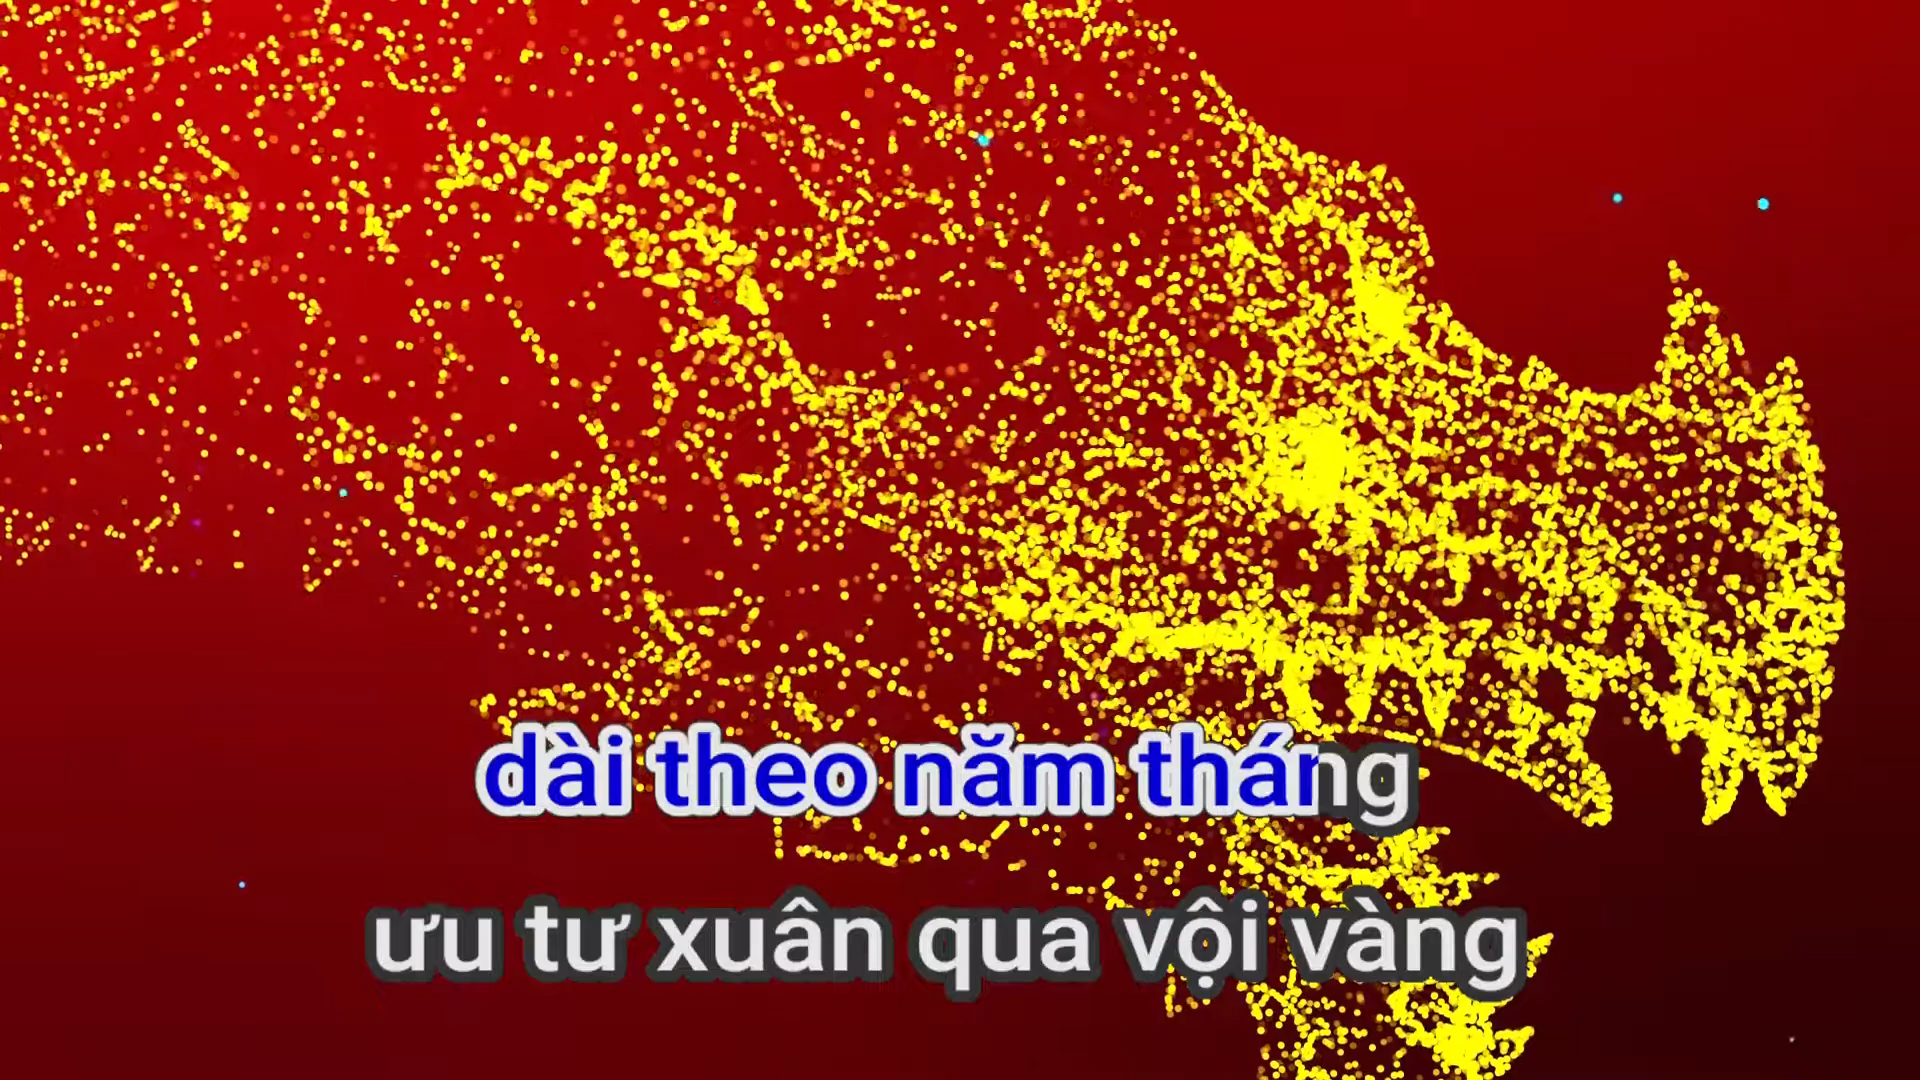 dài theo năm tháng
ưu tư xuân qua vội vàng